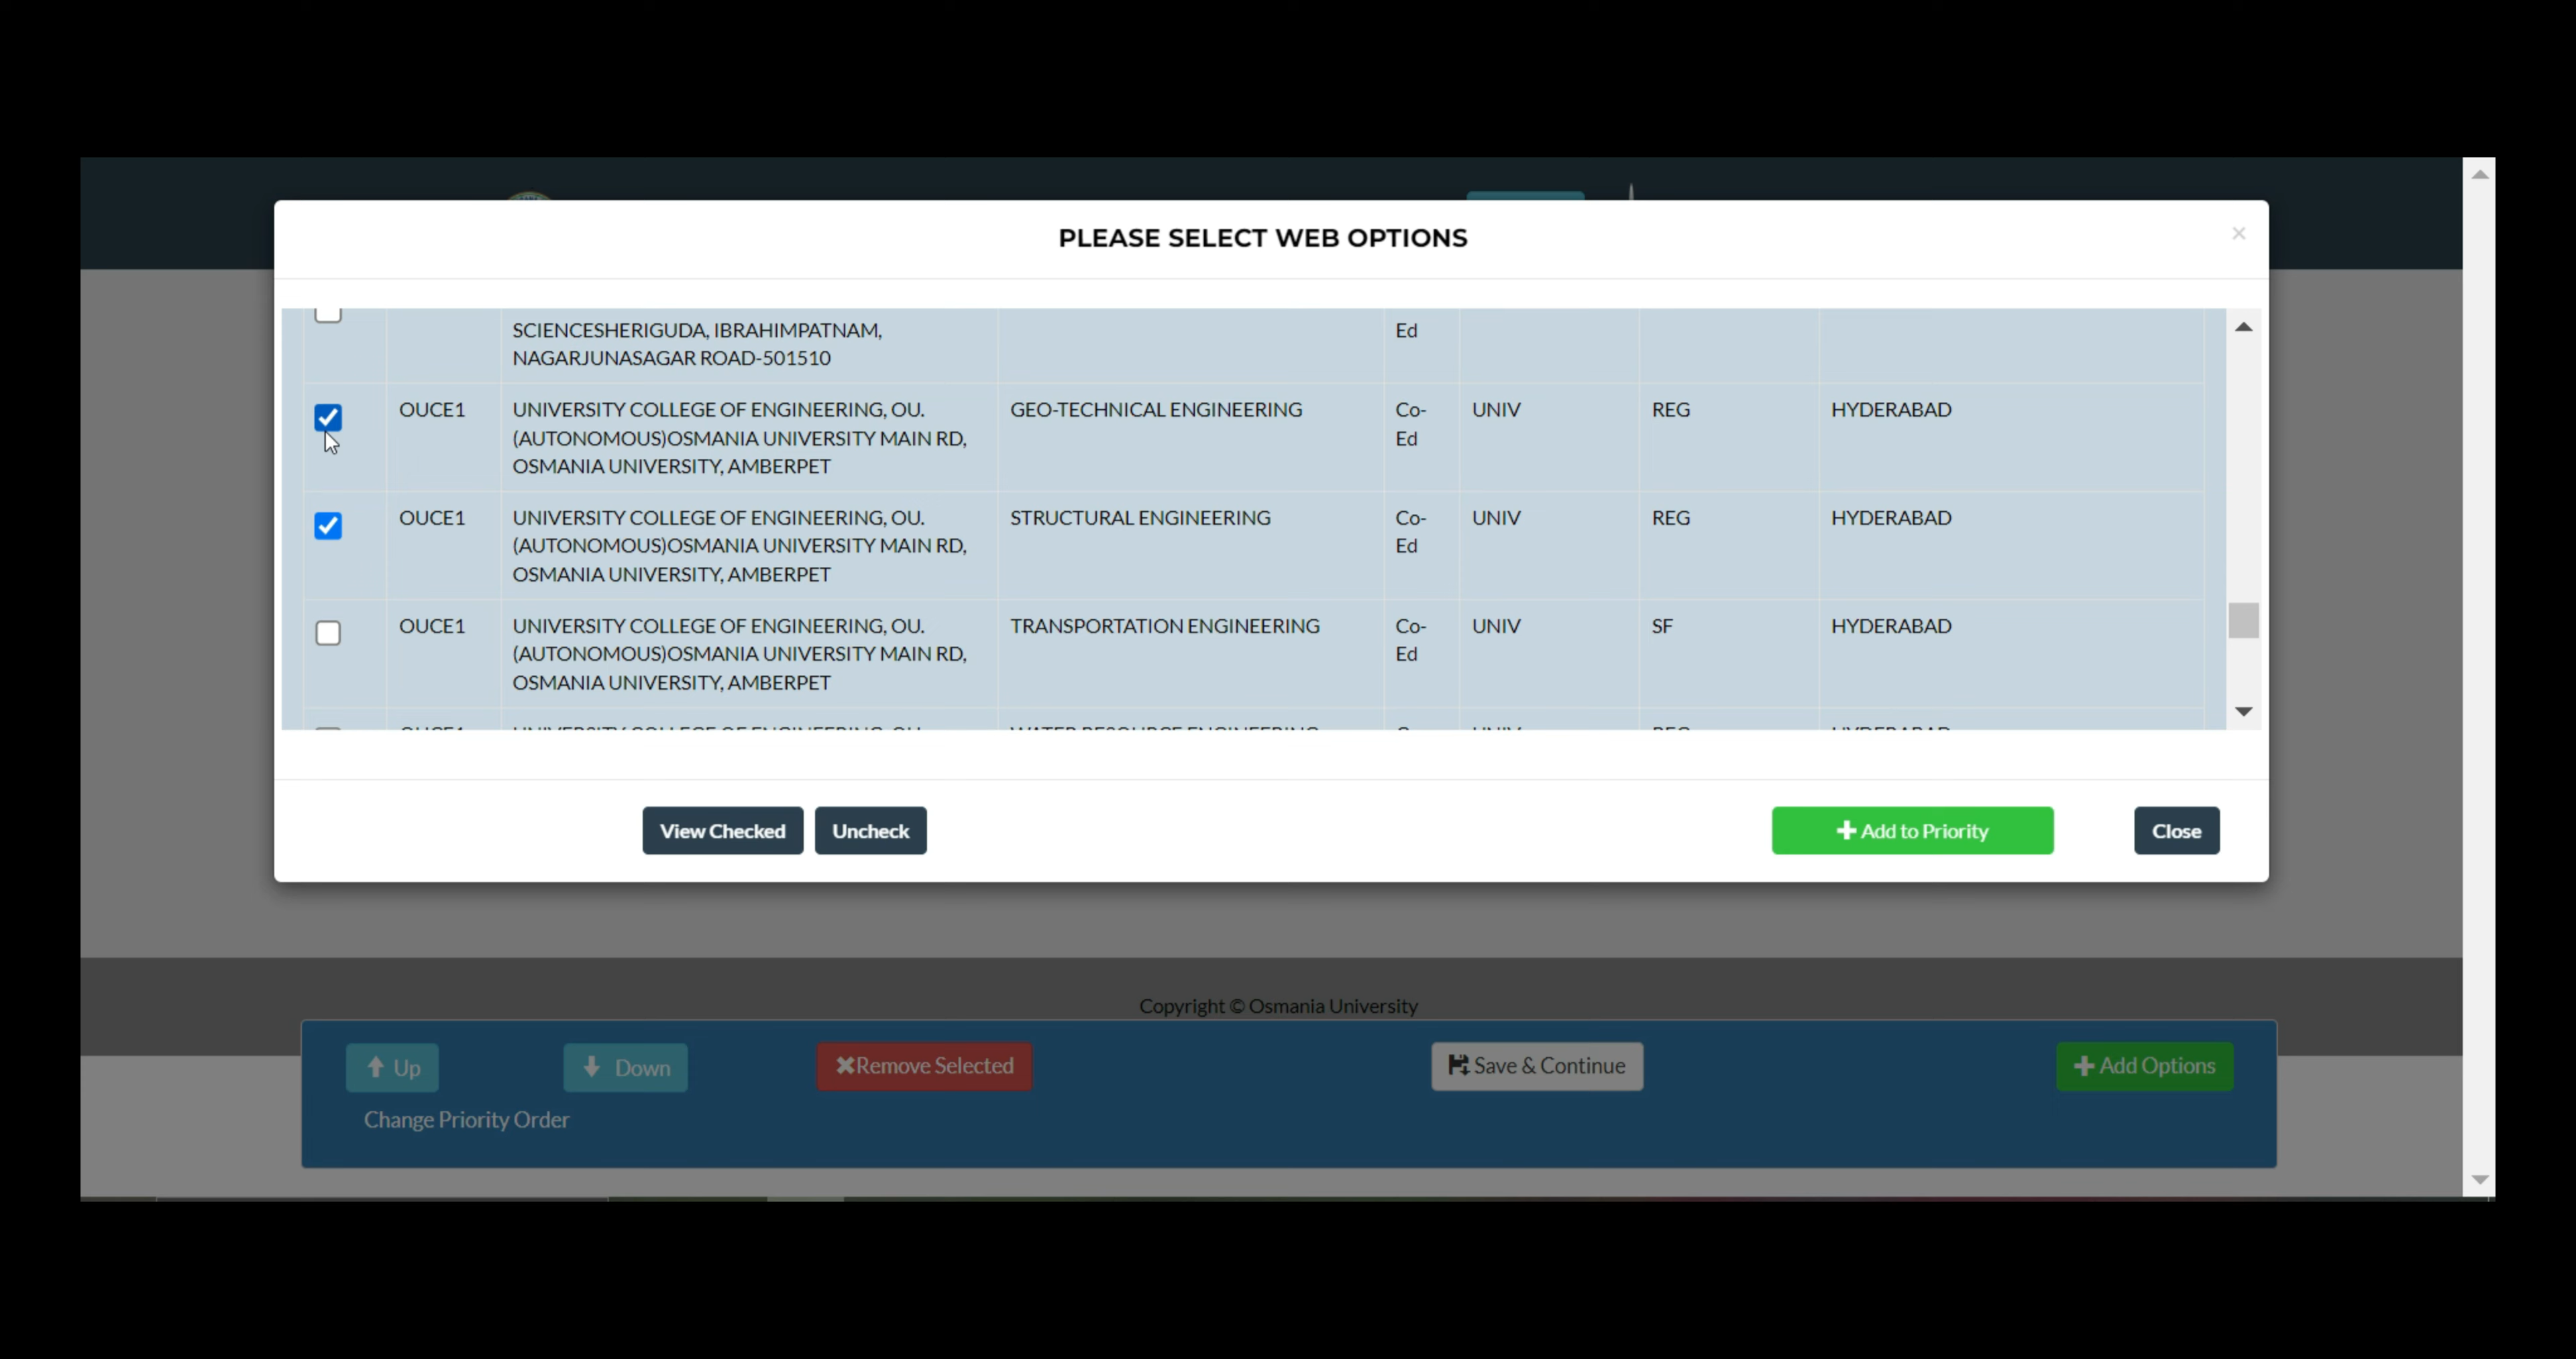 PLEASE SELECT WEB OPTIONS
×
SCIENCESHERIGUDA, IBRAHIMPATNAM,
NAGARJUNASAGAR ROAD-501510
Ed
OUCE1
UNIVERSITY COLLEGE OF ENGINEERING, OU.
(AUTONOMOUS)OSMANIA UNIVERSITY MAIN RD,
OSMANIA UNIVERSITY, AMBERPET
GEO-TECHNICAL ENGINEERING
Co-
Ed
UNIV
REG
HYDERABAD
OUCE1
UNIVERSITY COLLEGE OF ENGINEERING, OU.
(AUTONOMOUS)OSMANIA UNIVERSITY MAIN RD,
OSMANIA UNIVERSITY, AMBERPET
STRUCTURAL ENGINEERING
Co-
Ed
UNIV
REG
HYDERABAD
OUCE1
UNIVERSITY COLLEGE OF ENGINEERING, OU.
(AUTONOMOUS)OSMANIA UNIVERSITY MAIN RD,
OSMANIA UNIVERSITY, AMBERPET
TRANSPORTATION ENGINEERING
Co-
Ed
UNIV
SF
HYDERABAD
View Checked
Uncheck
Add to Priority
Close
Copyright © Osmania University
Up
Down
Remove Selected
Save & Continue
Add Options
Change Priority Order